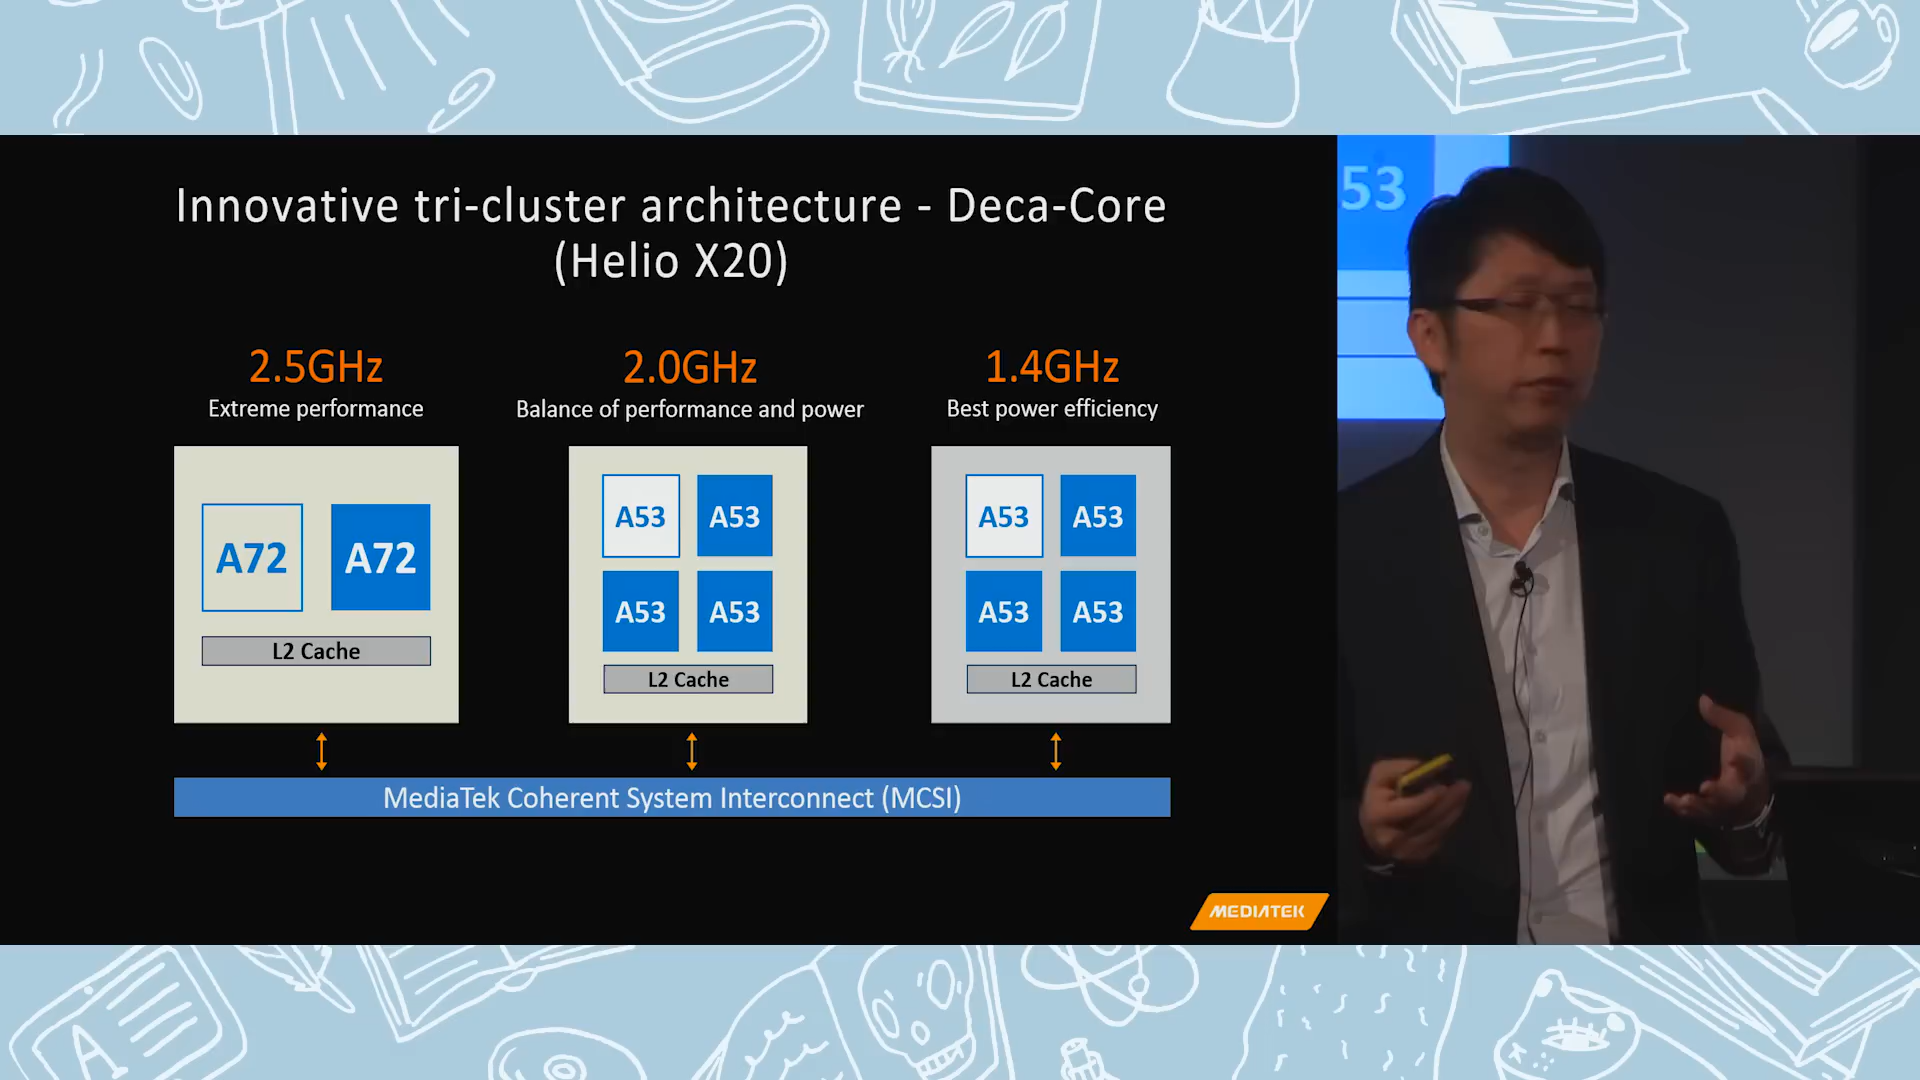 Innovative tri-cluster architecture - Deca-Core
(Helio X20)
2.5GHz
Extreme performance
2.0GHz
Balance of performance and power
1.4GHz
Best power efficiency
A72
A72
L2 Cache
A53
A53
A53
A53
L2 Cache
A53
A53
A53
A53
L2 Cache
MediaTek Coherent System Interconnect (MCSI)
MEDIATEK
53
A